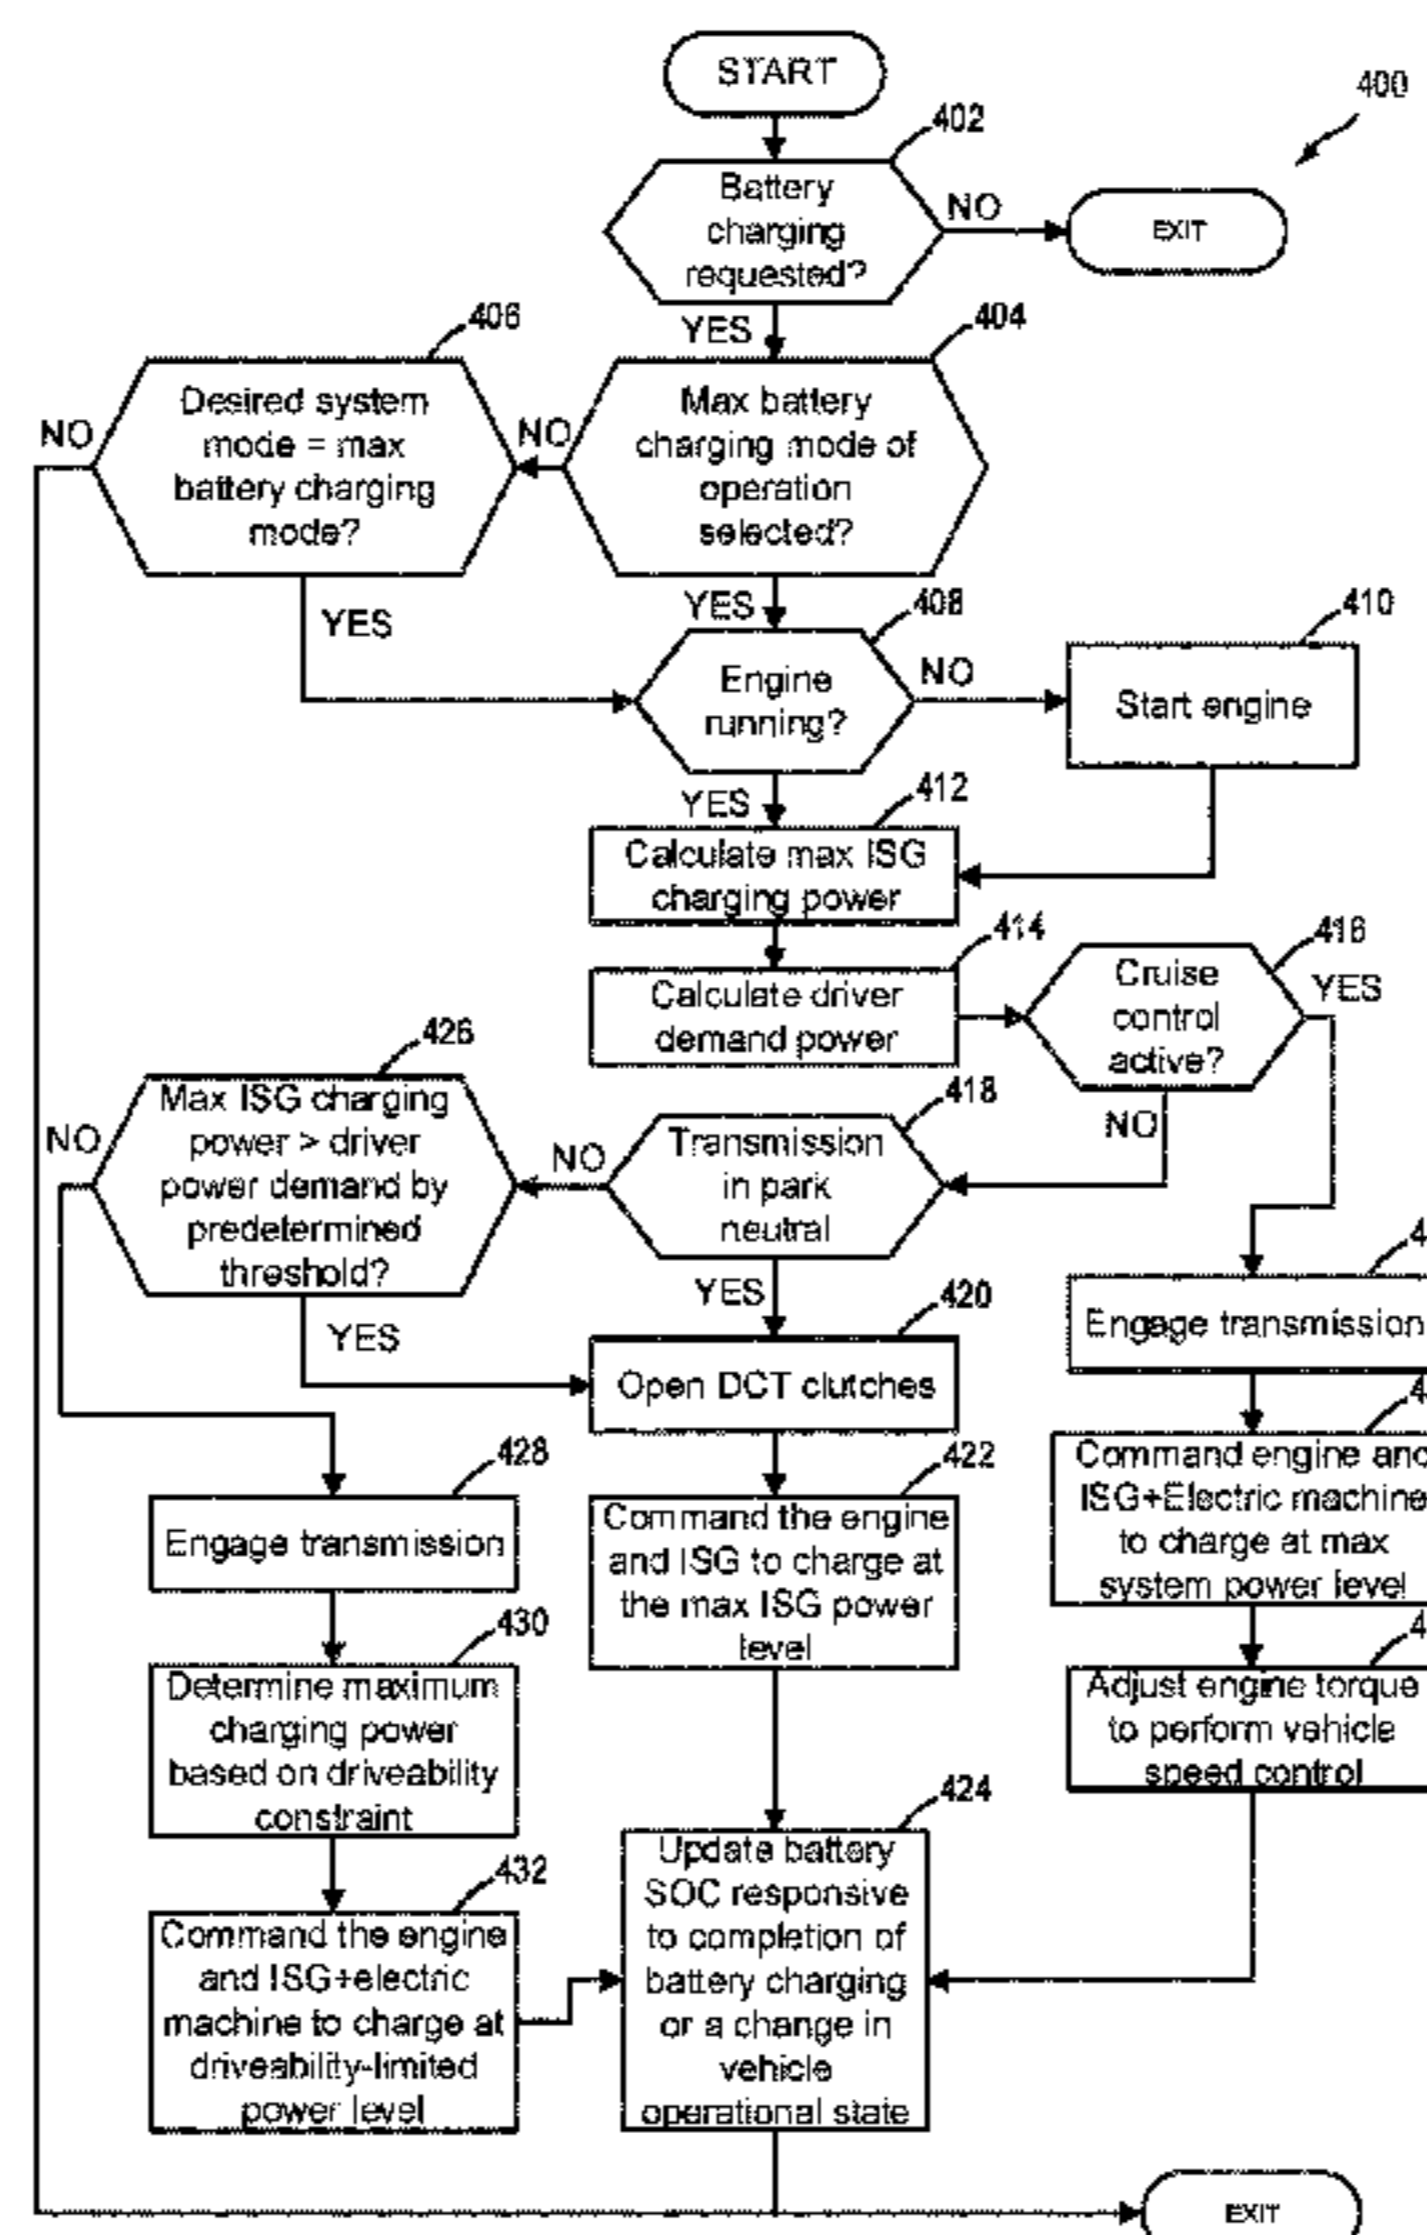 START
400
402
Battery
charging
requested?
NO
EXIT
YES
406
404
Desired system
mode = max
battery charging
mode?
NO
NO
Max battery
charging mode of
operation
selected?
YES
YES
408
410
Engine
running?
NO
Start engine
YES
412
Calculate max ISG
charging power
414
416
Calculate driver
demand power
Cruise
control
active?
YES
NO
426
418
Max ISG charging
power > driver
power demand by
predetermined
threshold?
NO
NO
Transmission
in park
neutral
YES
YES
420
Open DCT clutches
4
Engage transmission
428
422
4
Engage transmission
Command the engine
and ISG to charge at
the max ISG power
level
Command engine and
ISG+Electric machine
to charge at max
system power level
430
4
Determine maximum
charging power
based on driveability
constraint
Adjust engine torque
to perform vehicle
speed control
432
424
Command the engine
and ISG+electric
machine to charge at
driveability-limited
power level
Update battery
SOC responsive
to completion of
battery charging
or a change in
vehicle
operational state
EXIT